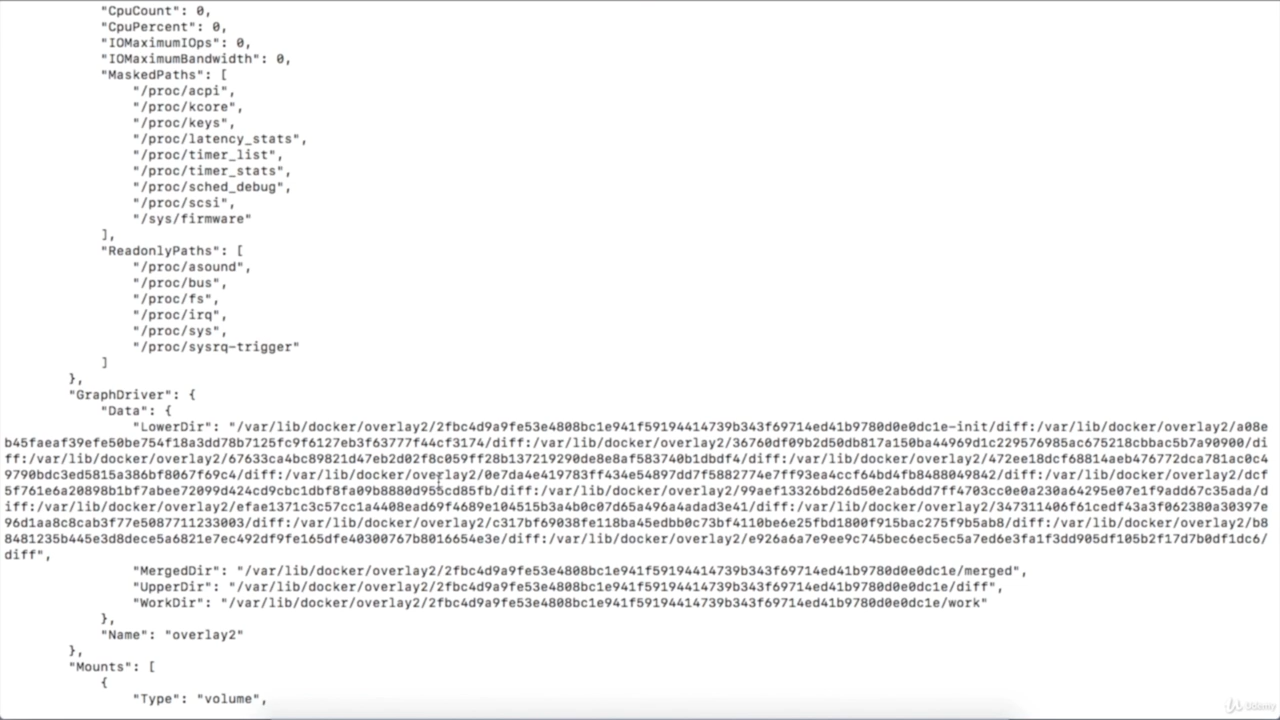 "CpuCount": 0,
"CpuPercent": 0,
"IOMaximumIOps": 0,
"IOMaximumBandwidth": 0,
"MaskedPaths": [
"/proc/acpi",
"/proc/kcore",
"/proc/keys",
"/proc/latency_stats",
"/proc/timer_list",
"/proc/timer_stats",
"/proc/sched_debug",
"/proc/scsi",
"/sys/firmware"
],
"ReadonlyPaths": [
"/proc/asound",
"/proc/bus",
"/proc/fs",
"/proc/irq",
"/proc/sys",
"/proc/sysrq-trigger"
]
},
"GraphDriver": {
"Data": {
"LowerDir": "/var/lib/docker/overlay2/2fbc4d9a9fe53e4808bc1e941f59194414739b343f69714ed41b9780d0e0dc1e-init/diff:/var/lib/docker/overlay2/a08e
b45faeaf39efe50be754f18a3dd78b7125fc9f6127eb3f63777f44cf3174/diff:/var/lib/docker/overlay2/36760df09b2d50db817a150ba44969d1c229576985ac675218cbbac5b7a90900/di
ff:/var/lib/docker/overlay2/67633ca4bc89821d47eb2d02f8c059ff28b137219290de8e8af583740b1dbdf4/diff:/var/lib/docker/overlay2/472ee18dcf68814aeb476772dca781ac0c4
9790bdc3ed5815a386bf8067f69c4/diff:/var/lib/docker/overlay2/0e7da4e419783ff434e54897dd7f5882774e7ff93ea4ccf64bd4fb8488049842/diff:/var/lib/docker/overlay2/dcf
5f761e6a20898b1bf7abee72099d424cd9cbc1dbf8fa09b8880d955cd85fb/diff:/var/lib/docker/overlay2/99aef13326bd26d50e2ab6dd7ff4703cc0e0a230a64295e07e1f9add67c35ada/d
iff:/var/lib/docker/overlay2/efae1371c3c57cc1a4408ead69f4689e104515b3a4b0c07d65a496a4adad3e41/diff:/var/lib/docker/overlay2/347311406f61cedf43a3f062380a30397e
96d1aa8c8cab3f77e5087711233003/diff:/var/lib/docker/overlay2/c317bf69038fe118ba45edbb0c73bf4110be6e25fbd1800f915bac275f9b5ab8/diff:/var/lib/docker/overlay2/b8
8481235b445e3d8dece5a6821e7ec492df9fe165dfe40300767b8016654e3e/diff:/var/lib/docker/overlay2/e926a6a7e9ee9c745bec6ec5ec5a7ed6e3fa1f3dd905df105b2f17d7b0df1dc6/
diff",
"MergedDir": "/var/lib/docker/overlay2/2fbc4d9a9fe53e4808bc1e941f59194414739b343f69714ed41b9780d0e0dc1e/merged",
"UpperDir": "/var/lib/docker/overlay2/2fbc4d9a9fe53e4808bc1e941f59194414739b343f69714ed41b9780d0e0dc1e/diff",
"WorkDir": "/var/lib/docker/overlay2/2fbc4d9a9fe53e4808bc1e941f59194414739b343f69714ed41b9780d0e0dc1e/work"
},
"Name": "overlay2"
},
"Mounts": [
{
"Type": "volume",
Udemy